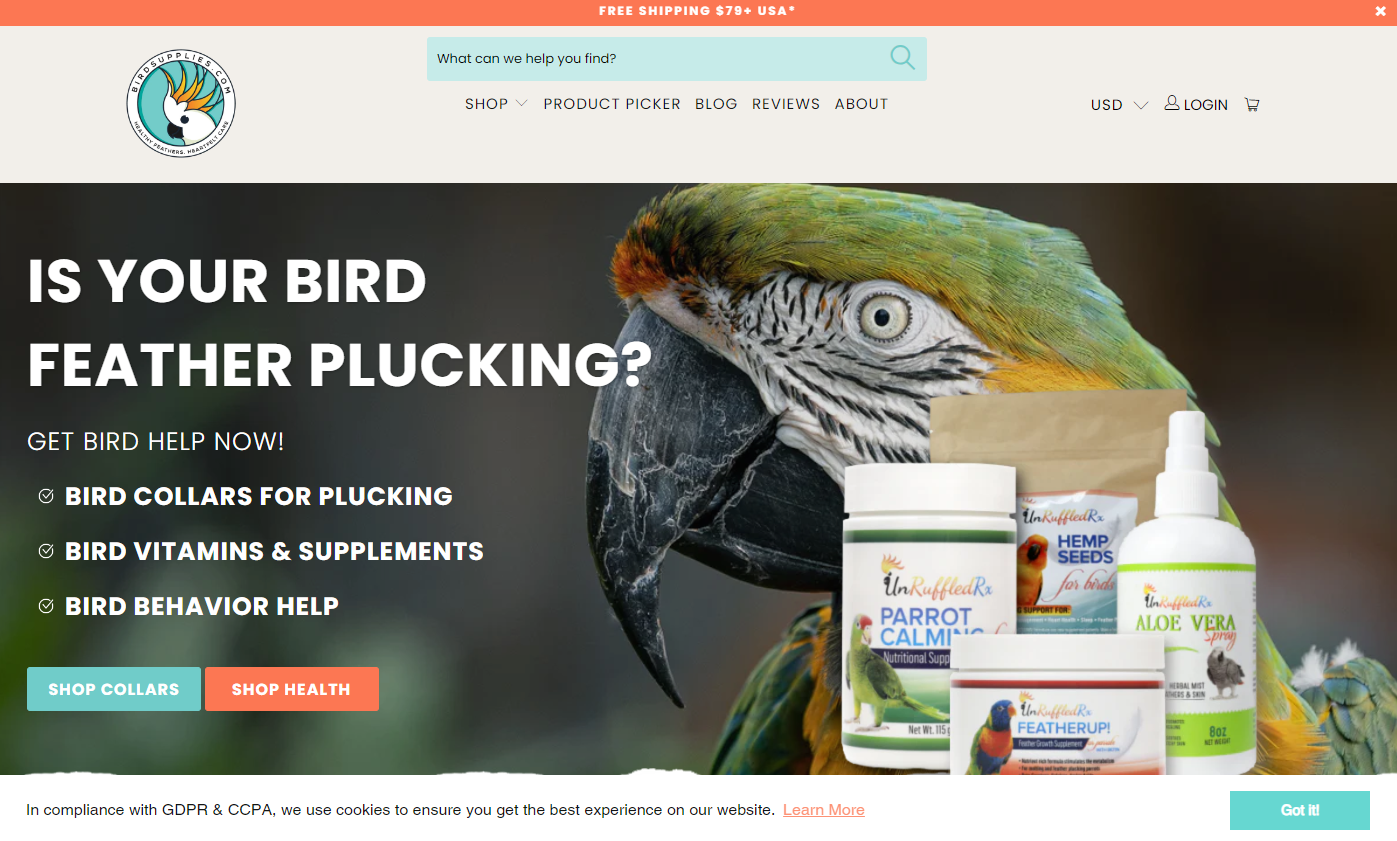 FREE SHIPPING $79+ USA*
BIRDSUPPLIES.COM
HEALTHY FEATHERS. HEARTFELT CARE
What can we help you find?
SHOP PRODUCT PICKER BLOG REVIEWS ABOUT
USD LOGIN
IS YOUR BIRD
FEATHER PLUCKING?
GET BIRD HELP NOW!
BIRD COLLARS FOR PLUCKING
BIRD VITAMINS & SUPPLEMENTS
BIRD BEHAVIOR HELP
SHOP COLLARS SHOP HEALTH
UnRuffledRx
PARROT
CALMING
Nutritional Supp
Net Wt. 115g
UnRuffledRx
HEMP
SEEDS
for birds
SUPPORT FOR:
UnRuffledRx
ALOE VERA
Spray
HERBAL MIST
& SKIN
8oz
NET WEIGHT
UnRuffledRx
FEATHERUP!
Feather Growth Supplement for parrots
In compliance with GDPR & CCPA, we use cookies to ensure you get the best experience on our website. Learn More
Got it!